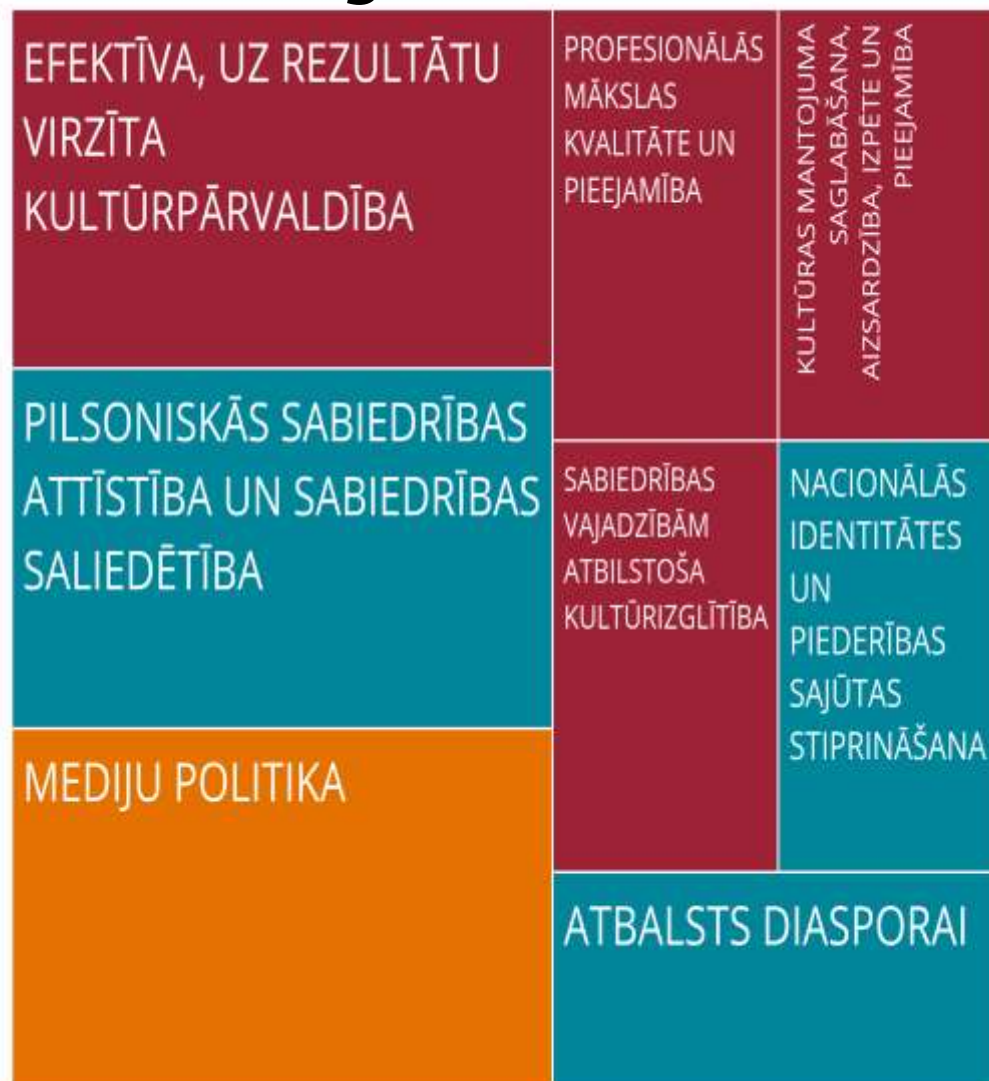 EFEKTĪVA, UZ REZULTĀTU
VIRZĪTA
KULTŪRPĀRVALDĪBA
PILSONISKĀS SABIEDRĪBAS
ATTĪSTĪBA UN SABIEDRĪBAS
SALIEDĒTĪBA
MEDIJU POLITIKA
PROFESIONĀLĀS
MĀKSLAS
KVALITĀTE UN
PIEEJAMĪBA
KULTŪRAS MANTOJUMA
SAGLABĀŠANA,
AIZSARDZĪBA, IZPĒTE UN
PIEEJAMĪBA
SABIEDRĪBAS
VAJADZĪBĀM
ATBILSTOŠA
KULTŪRIZGLĪTĪBA
NACIONĀLĀS
IDENTITĀTES
UN
PIEDERĪBAS
SAJŪTAS
STIPRINĀŠANA
ATBALSTS DIASPORAI